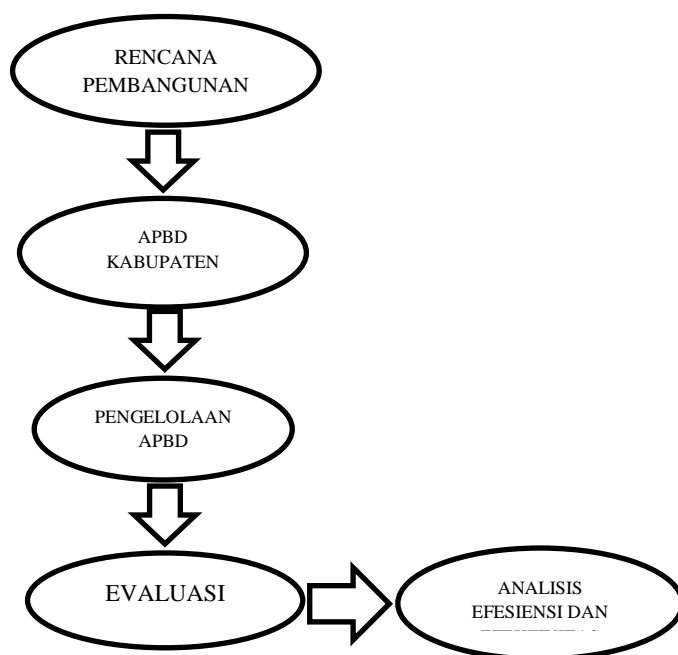 RENCANA
PEMBANGUNAN
APBD
KABUPATEN
PENGELOLAAN
APBD
EVALUASI
ANALISIS
EFESIENSI DAN